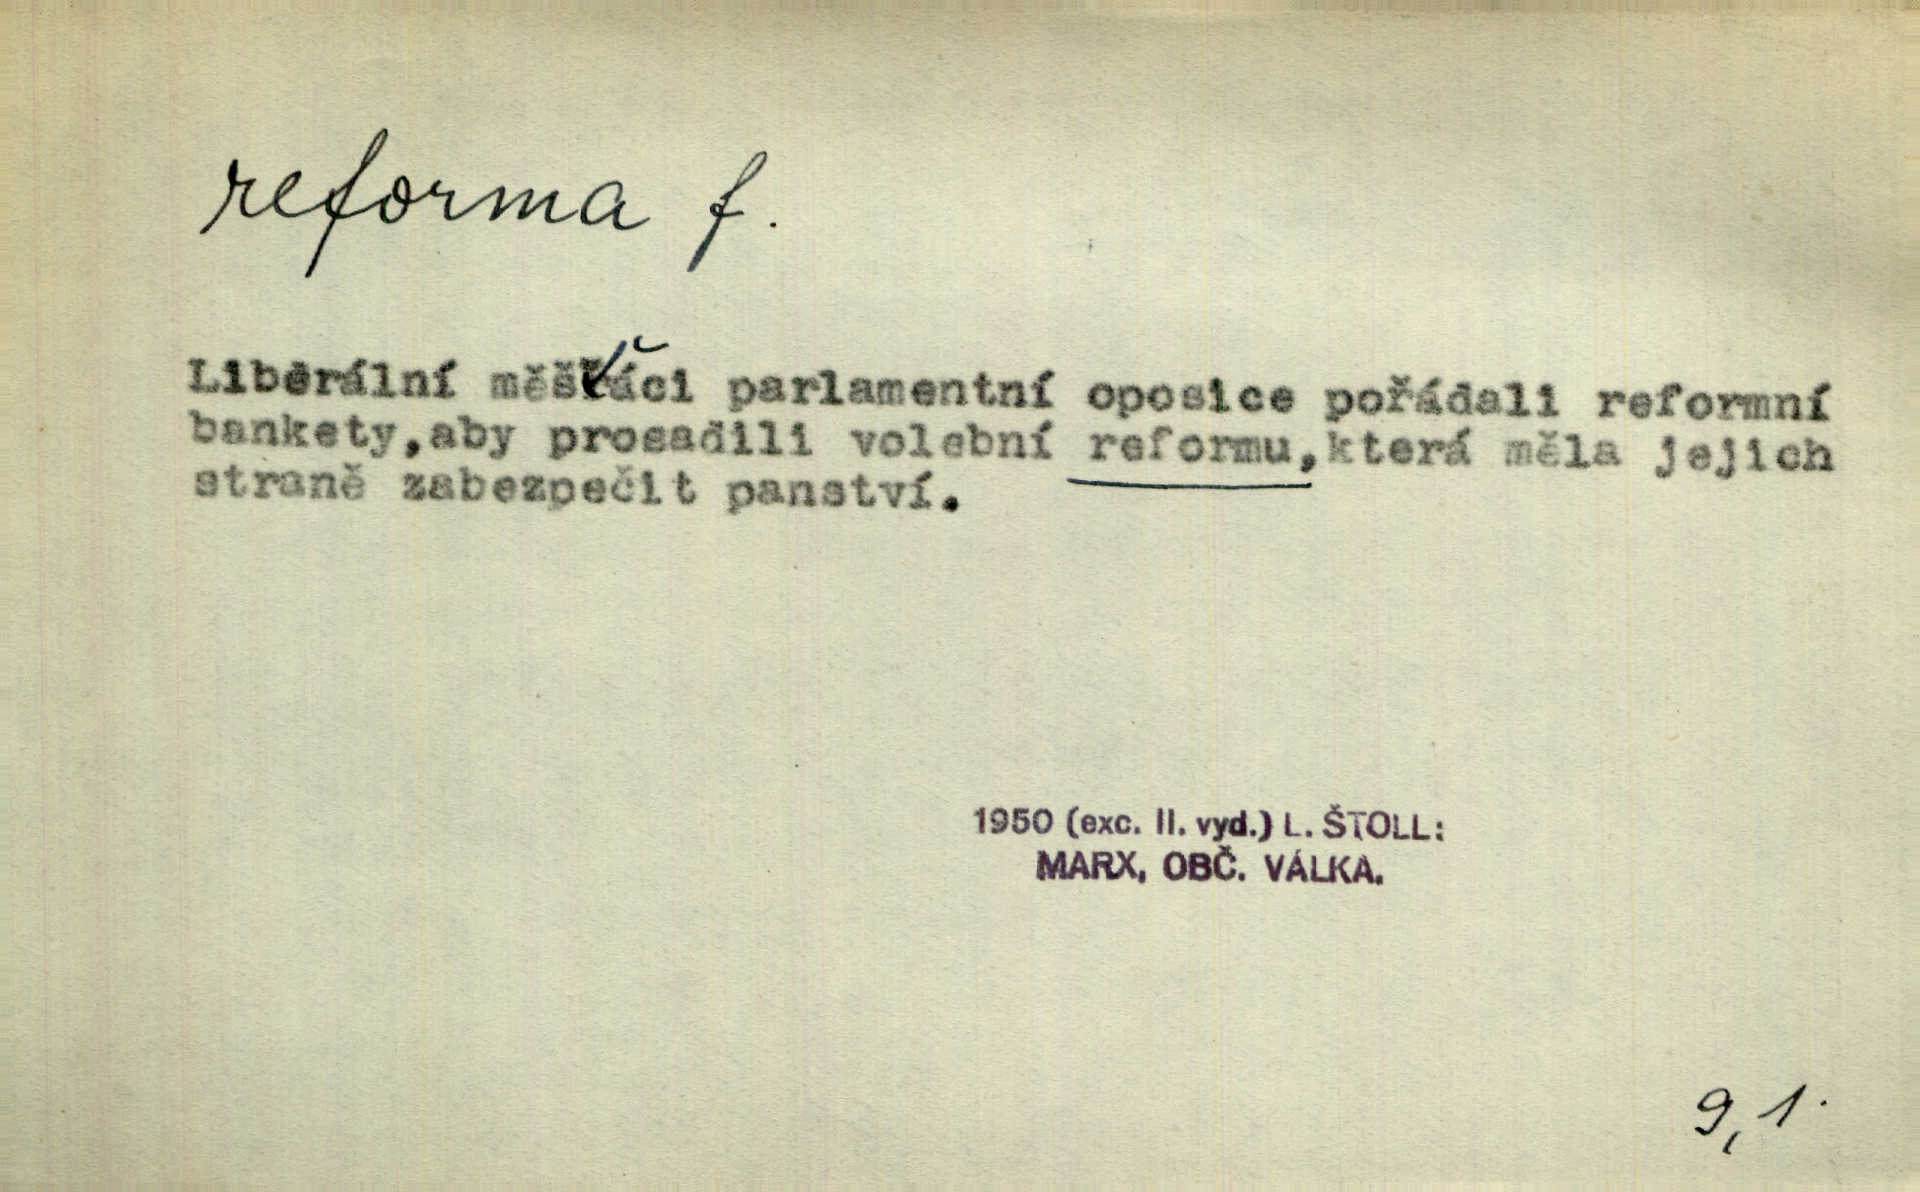 reforma f.
Liberální měšťáci parlamentní oposice pořádali reformní
bankety,aby prosadili volební reformu,která měla jejich
straně zabezpečit panství.
1950 (exc. II. vyd.) L. ŠTOLL:
MARX, OBČ. VÁLKA.
9,1.